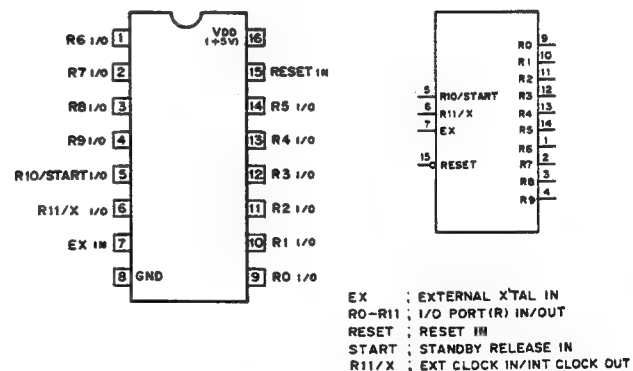 R6 I/O 1
R7 I/O 2
R8 I/O 3
R9 I/O 4
R10/START I/O 5
R11/X I/O 6
EX IN 7
8 GND
VDD 16
(+5V)
15 RESET IN
14 R5 I/O
13 R4 I/O
12 R3 I/O
11 R2 I/O
10 R1 I/O
9 R0 I/O
5 R10/START
6 R11/X
7 EX
15 RESET
R0 9
R1 10
R2 11
R3 12
R4 13
R5 14
R6 1
R7 2
R8 3
R9 4
EX ; EXTERNAL X'TAL IN
R0-R11 ; I/O PORT(R) IN/OUT
RESET ; RESET IN
START ; STANDBY RELEASE IN
R11/X ; EXT CLOCK IN/INT CLOCK OUT